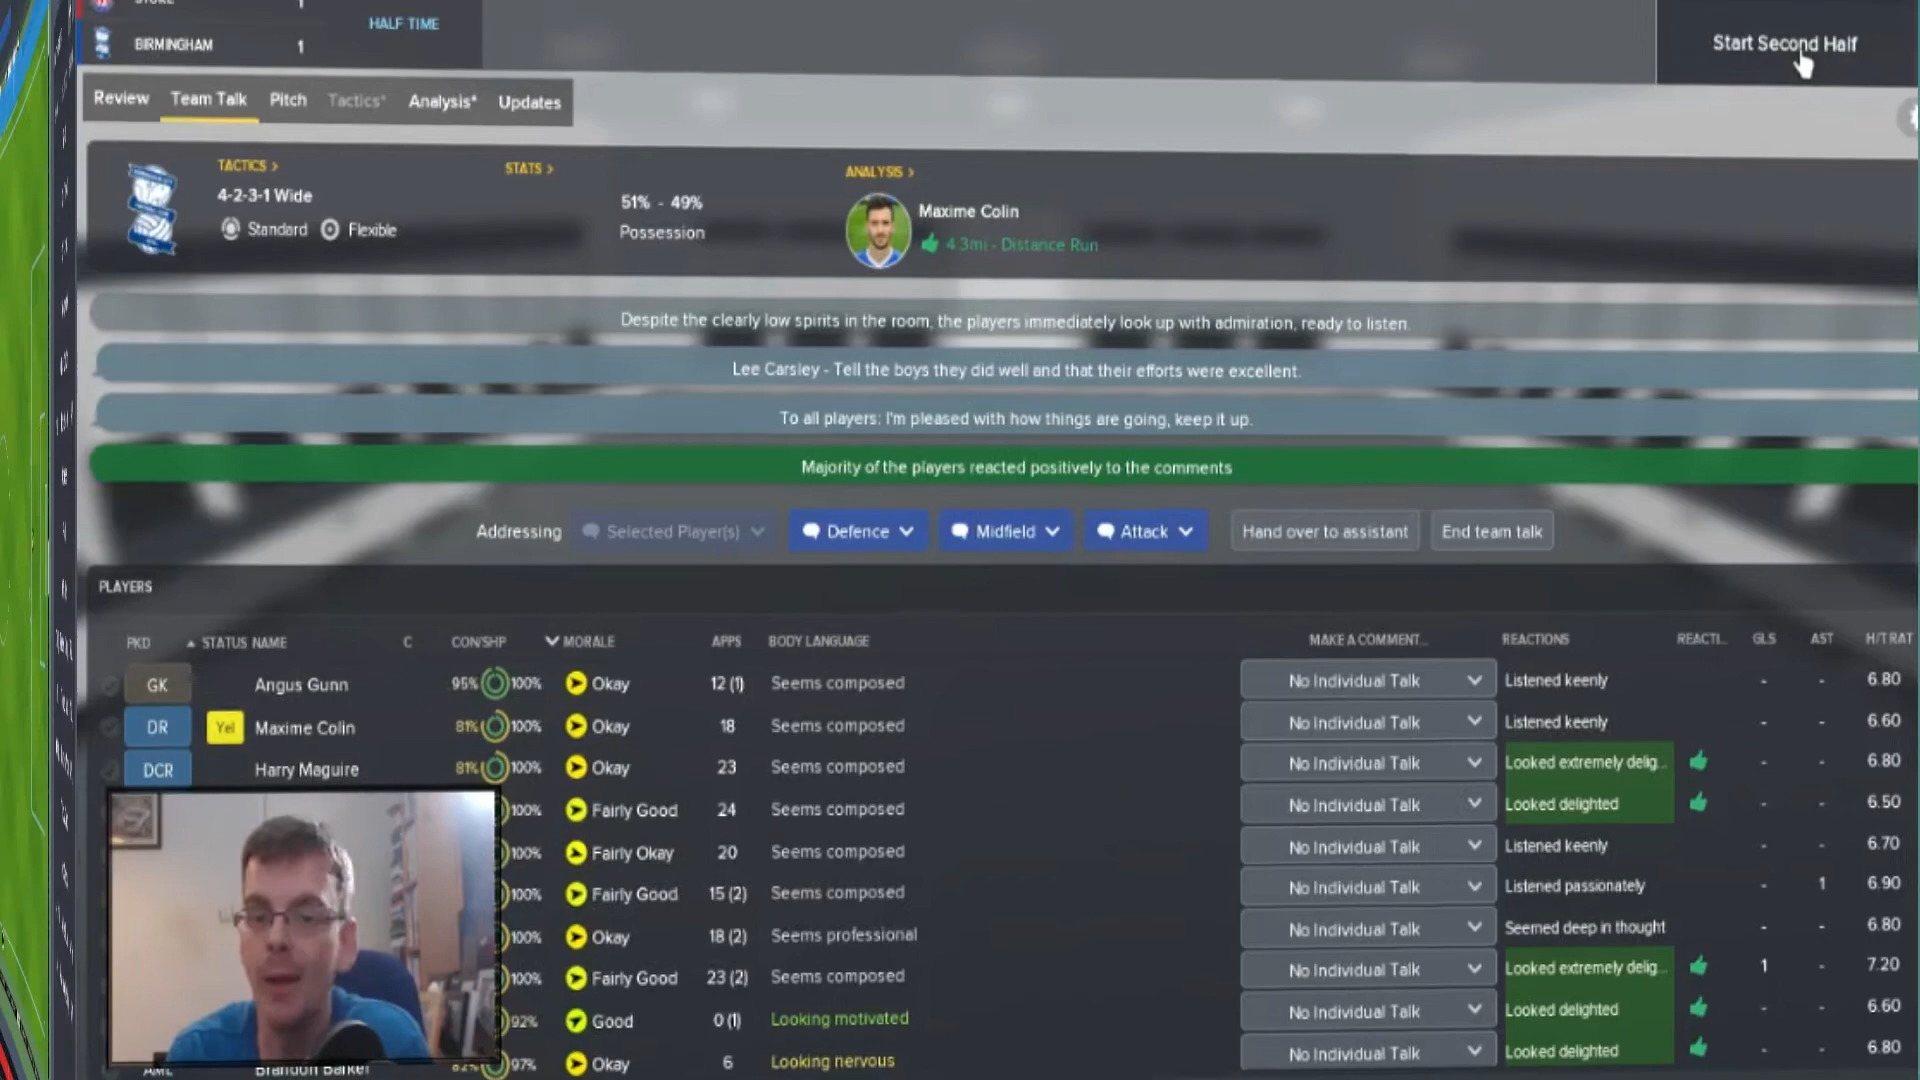 STOKE 1
HALF TIME
BIRMINGHAM 1
Start Second Half
Review Team Talk Pitch Tactics* Analysis* Updates
TACTICS >
STATS >
ANALYSIS >
4-2-3-1 Wide
51% - 49%
Maxime Colin
Standard Flexible
Possession
4.3mi - Distance Run
Despite the clearly low spirits in the room, the players immediately look up with admiration, ready to listen.
Lee Carsley - Tell the boys they did well and that their efforts were excellent.
To all players: I'm pleased with how things are going, keep it up.
Majority of the players reacted positively to the comments
Addressing Selected Player(s) Defence Midfield Attack Hand over to assistant End team talk
PLAYERS
PKD STATUS NAME C CON/SHP MORALE APPS BODY LANGUAGE MAKE A COMMENT... REACTIONS REACTI... GLS AST H/T RAT
GK Angus Gunn 95% 100% Okay 12 (1) Seems composed No Individual Talk Listened keenly - - 6.80
DR Yel Maxime Colin 81% 100% Okay 18 Seems composed No Individual Talk Listened keenly - - 6.60
DCR Harry Maguire 81% 100% Okay 23 Seems composed No Individual Talk Looked extremely delig... - - 6.80
100% Fairly Good 24 Seems composed No Individual Talk Looked delighted - - 6.50
100% Fairly Okay 20 Seems composed No Individual Talk Listened keenly - - 6.70
100% Fairly Good 15 (2) Seems composed No Individual Talk Listened passionately - 1 6.90
100% Okay 18 (2) Seems professional No Individual Talk Seemed deep in thought - - 6.80
100% Fairly Good 23 (2) Seems composed No Individual Talk Looked extremely delig... 1 - 7.20
92% Good 0 (1) Looking motivated No Individual Talk Looked delighted - - 6.60
AML Brandon Barker 82% 97% Okay 6 Looking nervous No Individual Talk Looked delighted - - 6.80